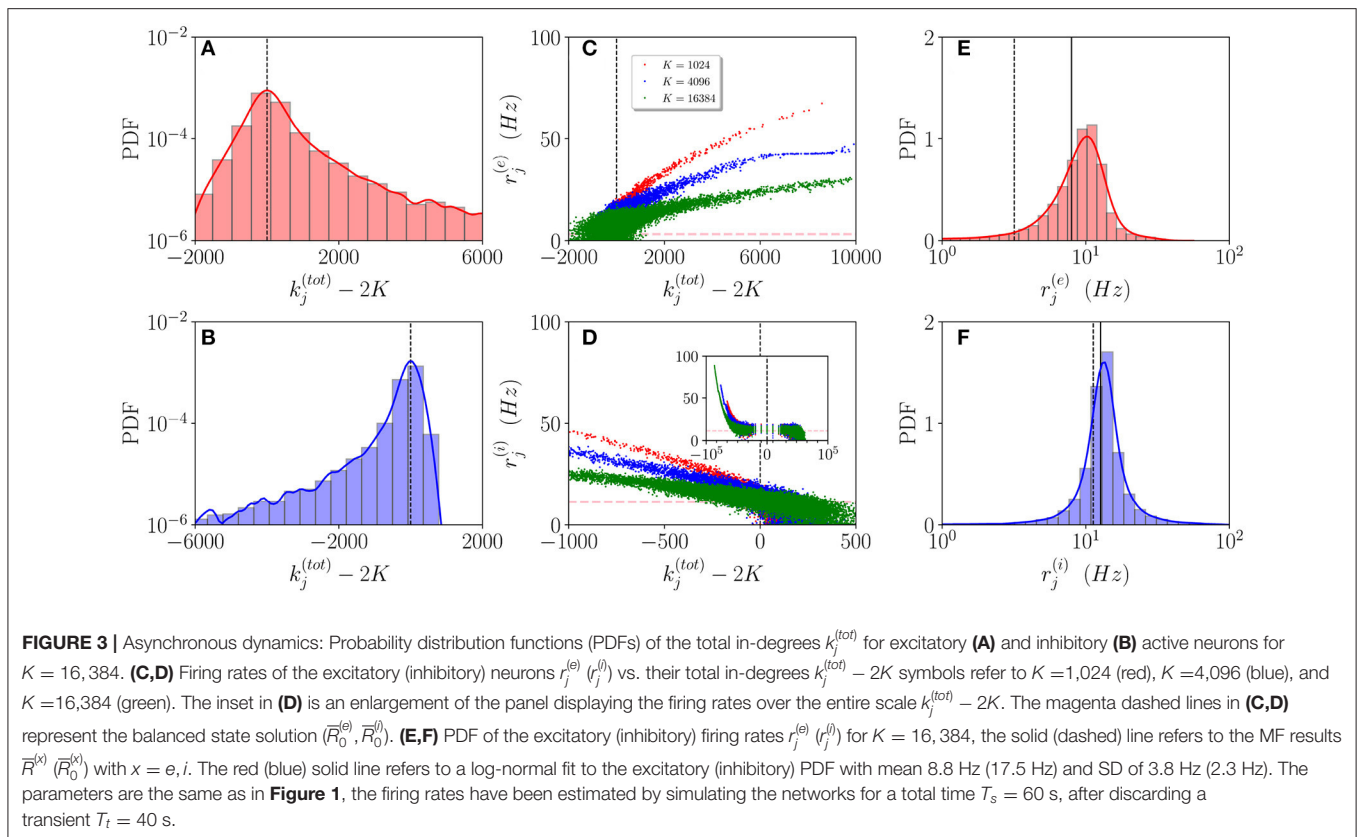 A
10^{-2}
10^{-4}
10^{-6}
PDF
−2000
2000
6000
k_j^{(tot)} − 2K
C
100
50
0
r_j^{(e)} (Hz)
K = 1024
K = 4096
K = 16384
−2000
2000
6000
10000
k_j^{(tot)} − 2K
E
2
1
0
PDF
10^0
10^1
10^2
r_j^{(e)} (Hz)
B
10^{-2}
10^{-4}
10^{-6}
PDF
−6000
−2000
2000
k_j^{(tot)} − 2K
D
100
50
0
r_j^{(i)} (Hz)
100
50
0
−10^5
10^5
−1000
−500
0
500
k_j^{(tot)} − 2K
F
2
1
0
PDF
10^0
10^1
10^2
r_j^{(i)} (Hz)
FIGURE 3 | Asynchronous dynamics: Probability distribution functions (PDFs) of the total in-degrees k_j^{(tot)} for excitatory (A) and inhibitory (B) active neurons for
K = 16,384. (C,D) Firing rates of the excitatory (inhibitory) neurons r_j^{(e)} (r_j^{(i)}) vs. their total in-degrees k_j^{(tot)} − 2K symbols refer to K =1,024 (red), K =4,096 (blue), and
K =16,384 (green). The inset in (D) is an enlargement of the panel displaying the firing rates over the entire scale k_j^{(tot)} − 2K. The magenta dashed lines in (C,D)
represent the balanced state solution (R̅_0^{(e)}, R̅_0^{(i)}). (E,F) PDF of the excitatory (inhibitory) firing rates r_j^{(e)} (r_j^{(i)}) for K = 16,384, the solid (dashed) line refers to the MF results
R̅^{(x)} (R̅_0^{(x)}) with x = e, i. The red (blue) solid line refers to a log-normal fit to the excitatory (inhibitory) PDF with mean 8.8 Hz (17.5 Hz) and SD of 3.8 Hz (2.3 Hz). The
parameters are the same as in Figure 1, the firing rates have been estimated by simulating the networks for a total time T_s = 60 s, after discarding a
transient T_t = 40 s.